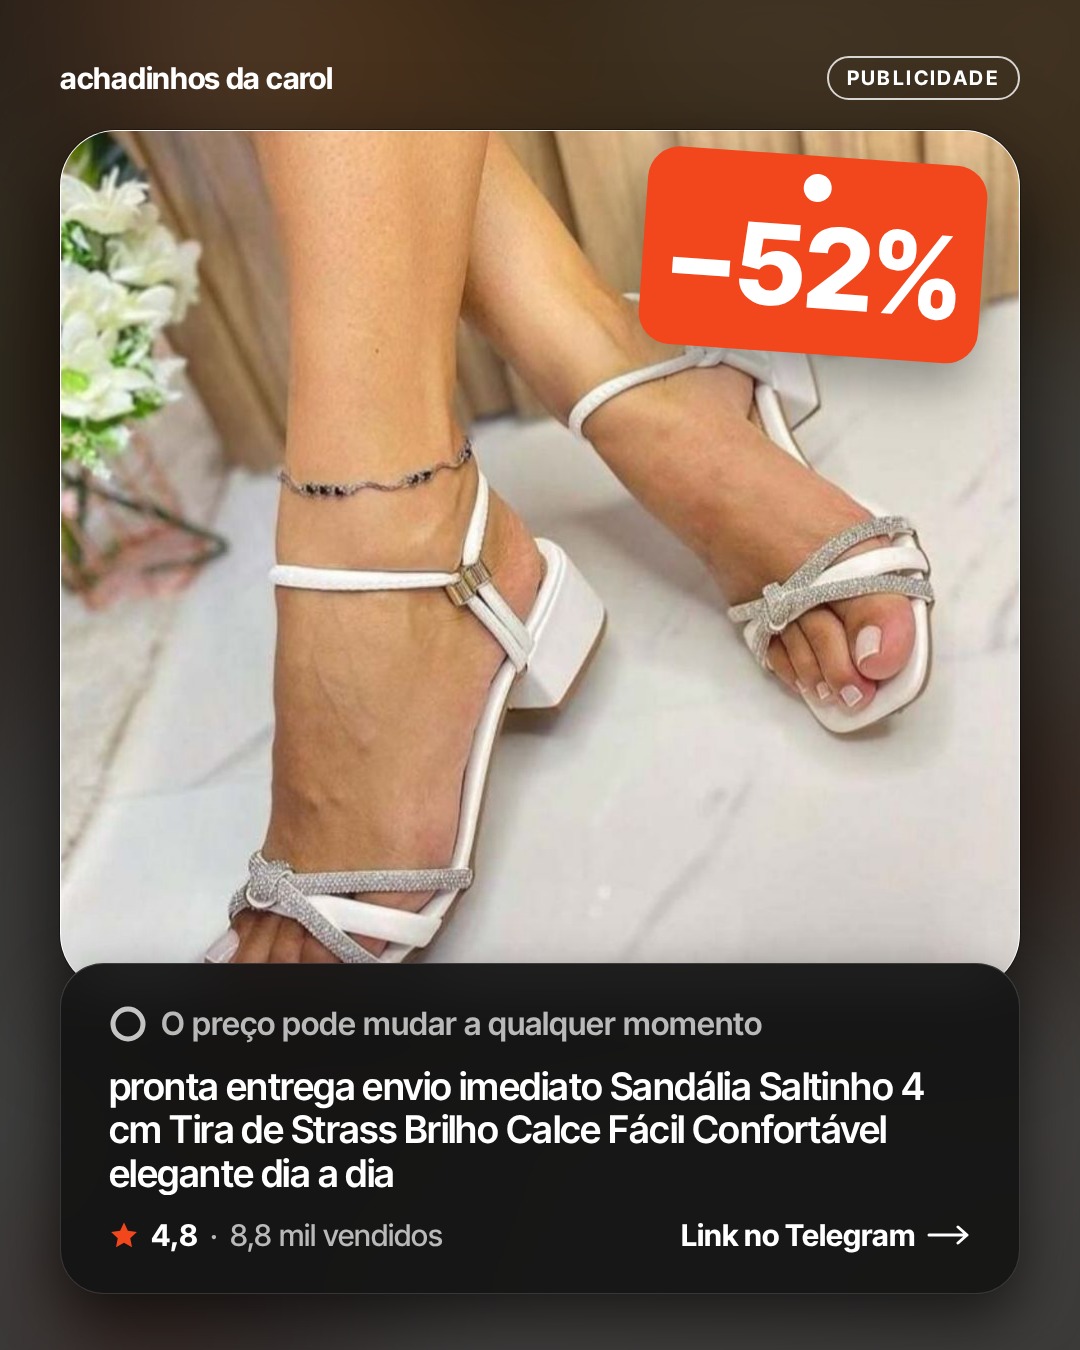 achadinhos da carol
PUBLICIDADE
-52%
O preço pode mudar a qualquer momento
pronta entrega envio imediato Sandália Saltinho 4
cm Tira de Strass Brilho Calce Fácil Confortável
elegante dia a dia
4,8 · 8,8 mil vendidos
Link no Telegram →